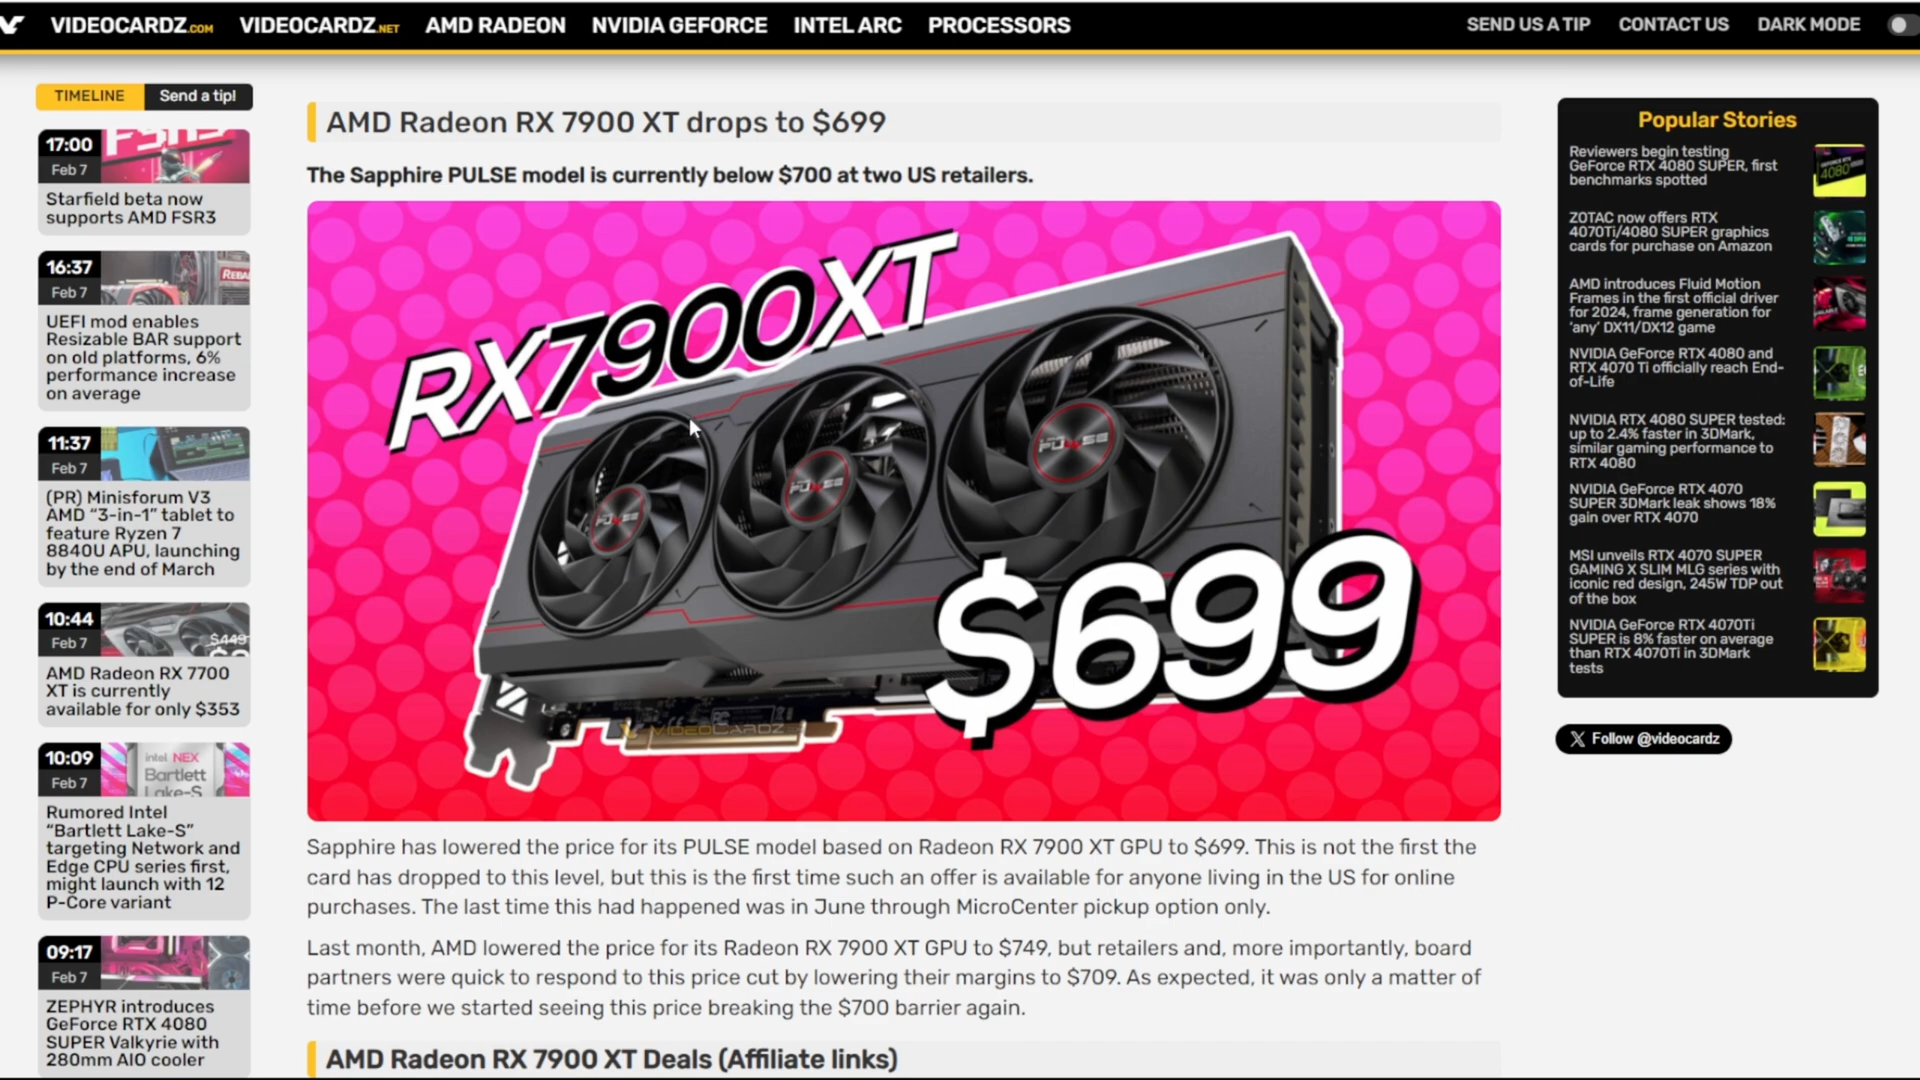 VIDEOCARDZ.COM VIDEOCARDZ.NET AMD RADEON NVIDIA GEFORCE INTEL ARC PROCESSORS SEND US A TIP CONTACT US DARK MODE
TIMELINE Send a tip!
17:00
Feb 7
Starfield beta now
supports AMD FSR3
16:37
Feb 7
UEFI mod enables
Resizable BAR support
on old platforms, 6%
performance increase
on average
11:37
Feb 7
(PR) Minisforum V3
AMD “3-in-1” tablet to
feature Ryzen 7
8840U APU, launching
by the end of March
10:44
Feb 7
$449
AMD Radeon RX 7700
XT is currently
available for only $353
10:09
Feb 7
intel NEX
Bartlett
Lake-S
Rumored Intel
“Bartlett Lake-S”
targeting Network and
Edge CPU series first,
might launch with 12
P-Core variant
09:17
Feb 7
ZEPHYR introduces
GeForce RTX 4080
SUPER Valkyrie with
280mm AIO cooler
AMD Radeon RX 7900 XT drops to $699
The Sapphire PULSE model is currently below $700 at two US retailers.
RX7900XT
PULSE
PULSE
PULSE
$699
VIDEOCARDZ
Sapphire has lowered the price for its PULSE model based on Radeon RX 7900 XT GPU to $699. This is not the first the
card has dropped to this level, but this is the first time such an offer is available for anyone living in the US for online
purchases. The last time this had happened was in June through MicroCenter pickup option only.
Last month, AMD lowered the price for its Radeon RX 7900 XT GPU to $749, but retailers and, more importantly, board
partners were quick to respond to this price cut by lowering their margins to $709. As expected, it was only a matter of
time before we started seeing this price breaking the $700 barrier again.
AMD Radeon RX 7900 XT Deals (Affiliate links)
Popular Stories
Reviewers begin testing
GeForce RTX 4080 SUPER, first
benchmarks spotted
ZOTAC now offers RTX
4070Ti/4080 SUPER graphics
cards for purchase on Amazon
AMD introduces Fluid Motion
Frames in the first official driver
for 2024, frame generation for
‘any’ DX11/DX12 game
NVIDIA GeForce RTX 4080 and
RTX 4070 Ti officially reach End-
of-Life
NVIDIA RTX 4080 SUPER tested:
up to 2.4% faster in 3DMark,
similar gaming performance to
RTX 4080
NVIDIA GeForce RTX 4070
SUPER 3DMark leak shows 18%
gain over RTX 4070
MSI unveils RTX 4070 SUPER
GAMING X SLIM MLG series with
iconic red design, 245W TDP out
of the box
NVIDIA GeForce RTX 4070Ti
SUPER is 8% faster on average
than RTX 4070Ti in 3DMark
tests
Follow @videocardz